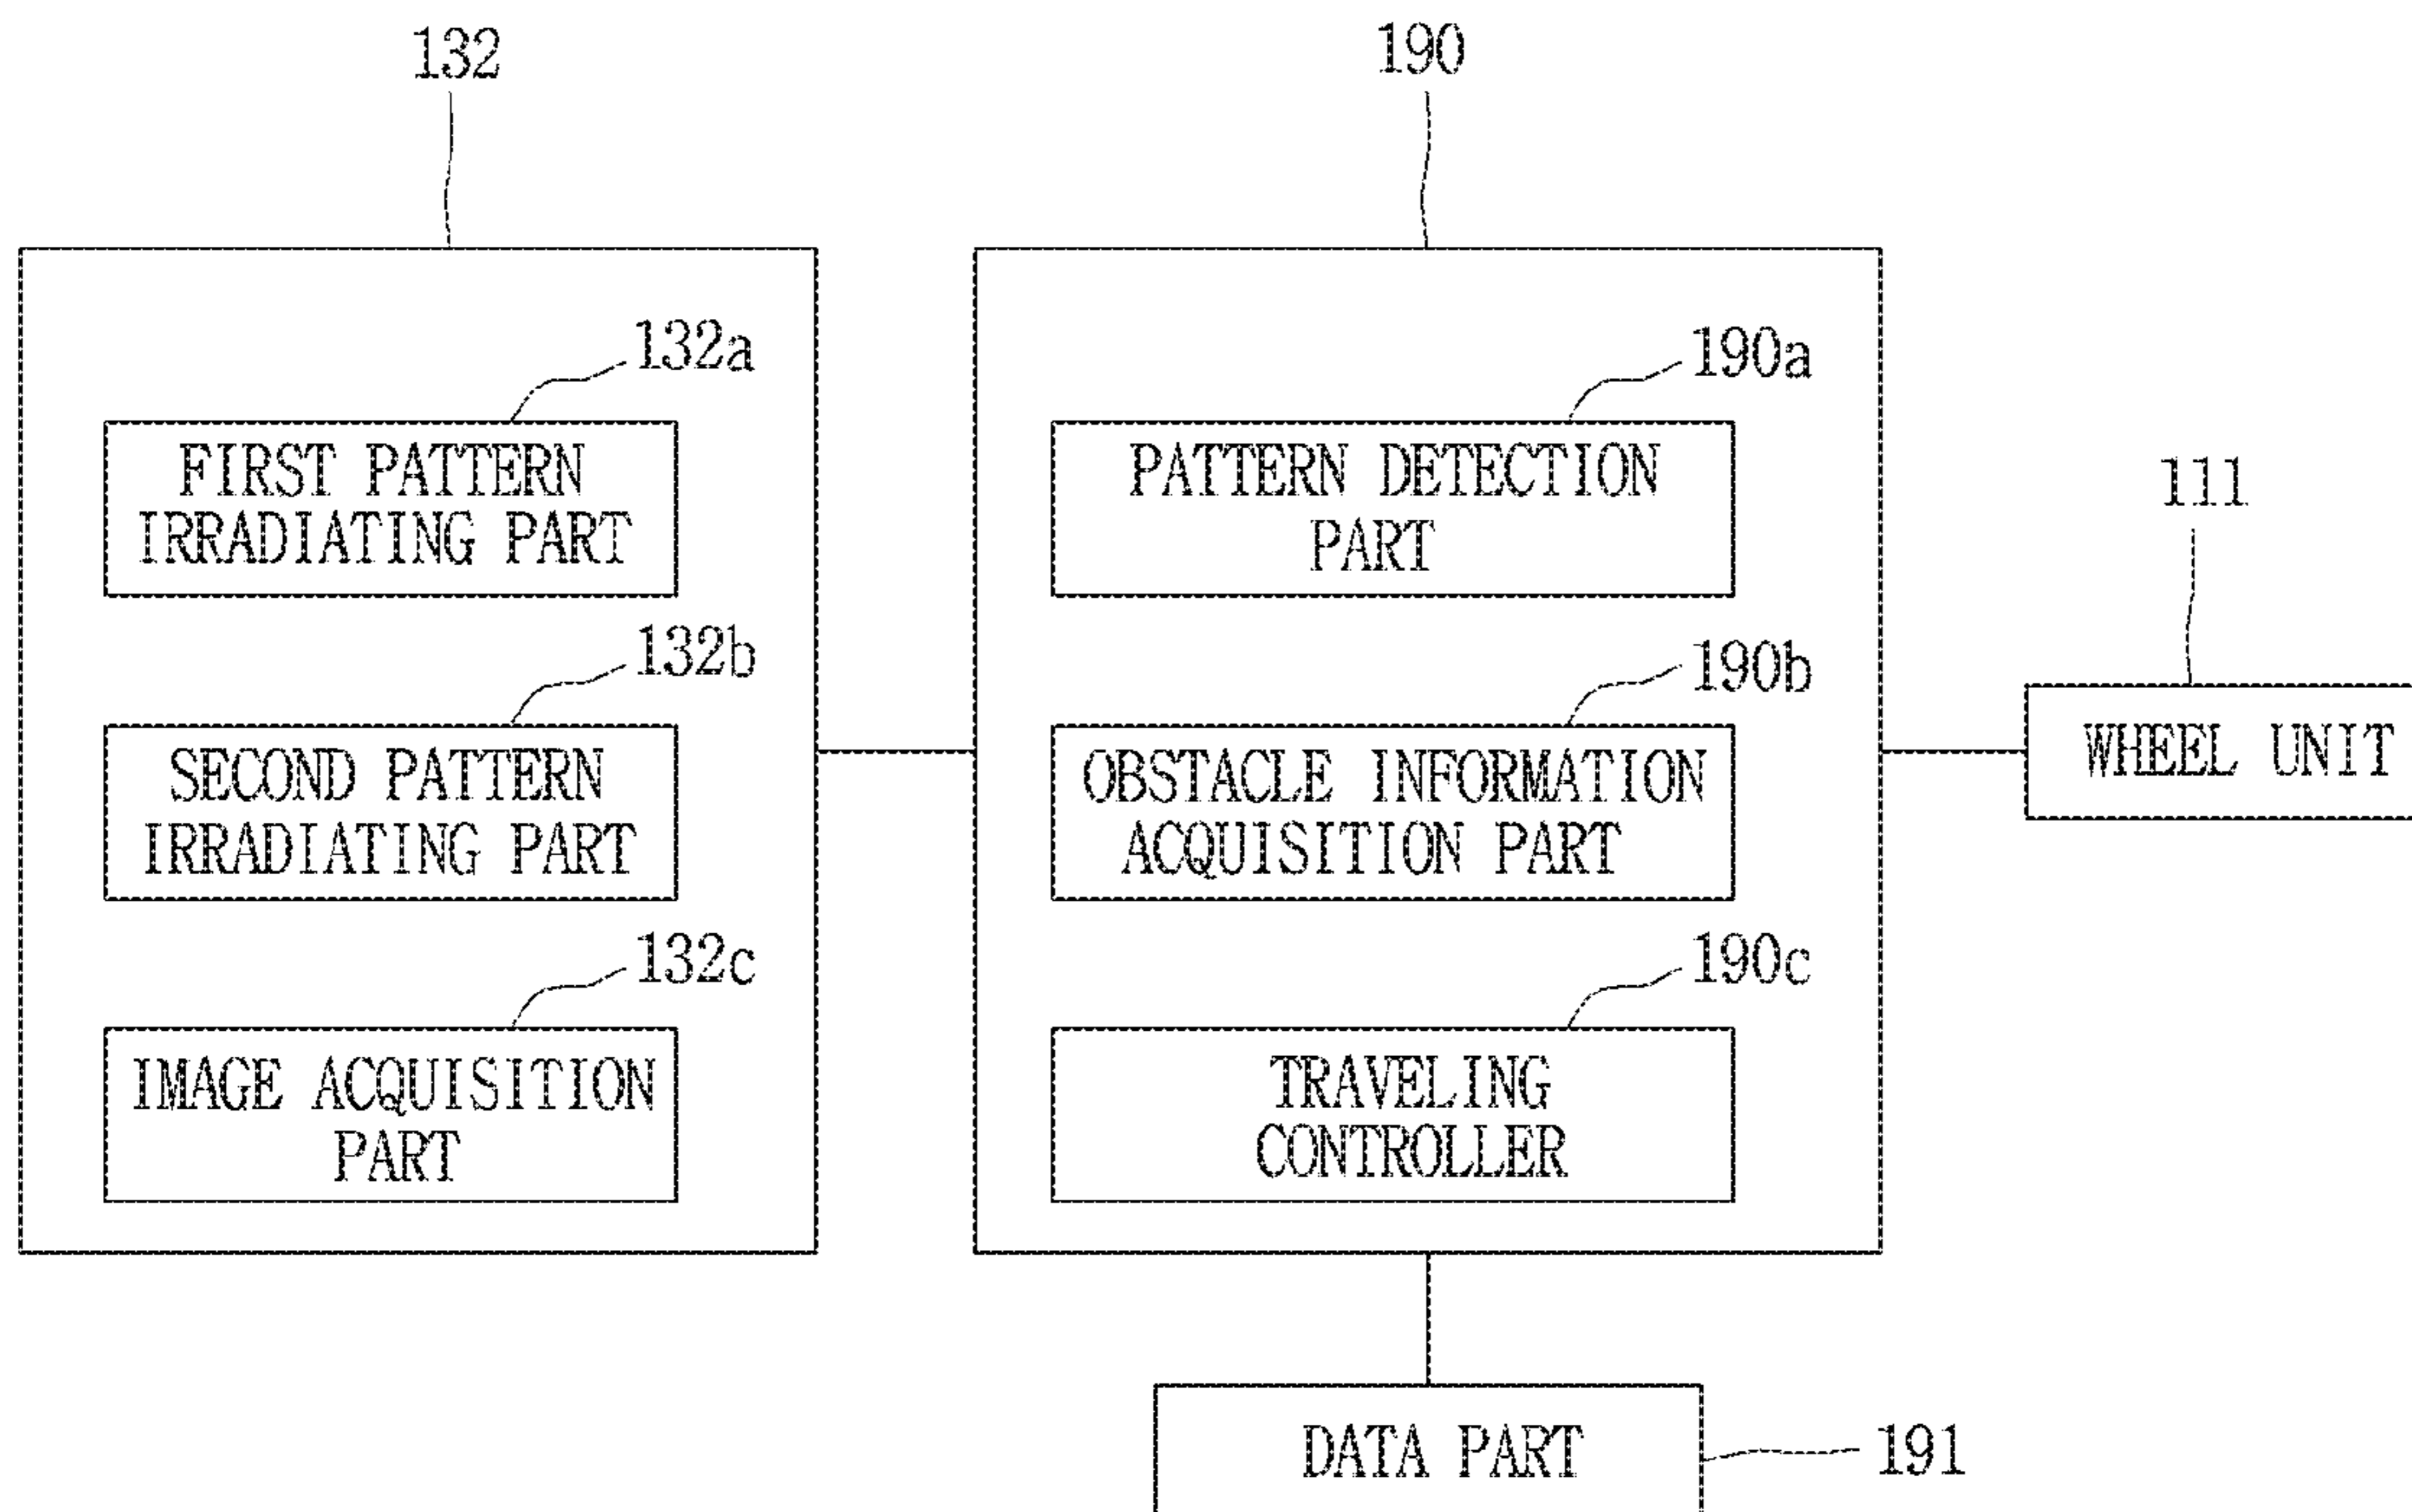 132
190
132a
FIRST PATTERN
IRRADIATING PART
132b
SECOND PATTERN
IRRADIATING PART
132c
IMAGE ACQUISITION
PART
190a
PATTERN DETECTION
PART
190b
OBSTACLE INFORMATION
ACQUISITION PART
190c
TRAVELING
CONTROLLER
111
WHEEL UNIT
DATA PART
191